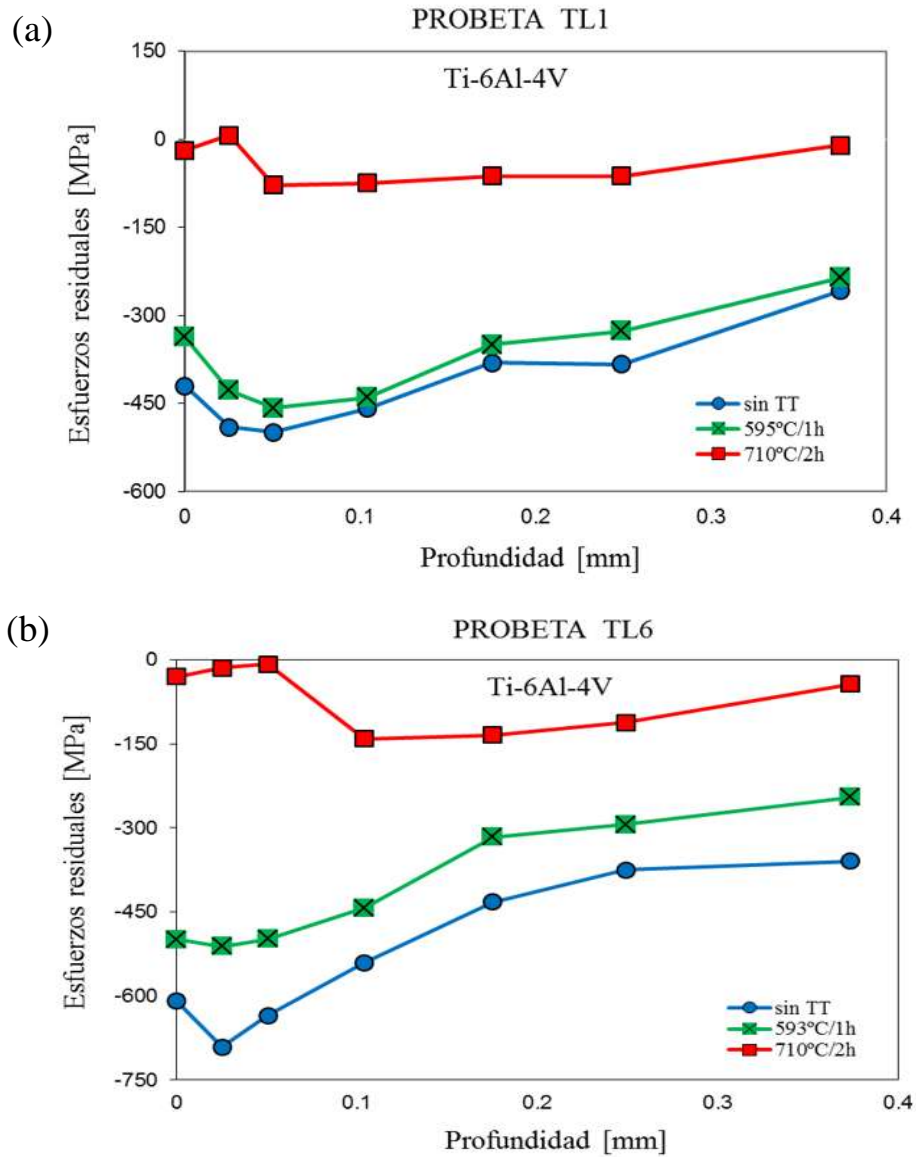 (a)
PROBETA TL1
Ti-6Al-4V
Esfuerzos residuales [MPa]
150
0
-150
-300
-450
-600
sin TT
595ºC/1h
710ºC/2h
0
0.1
0.2
0.3
0.4
Profundidad [mm]
(b)
PROBETA TL6
Ti-6Al-4V
Esfuerzos residuales [MPa]
0
-150
-300
-450
-600
-750
sin TT
593ºC/1h
710ºC/2h
0
0.1
0.2
0.3
0.4
Profundidad [mm]